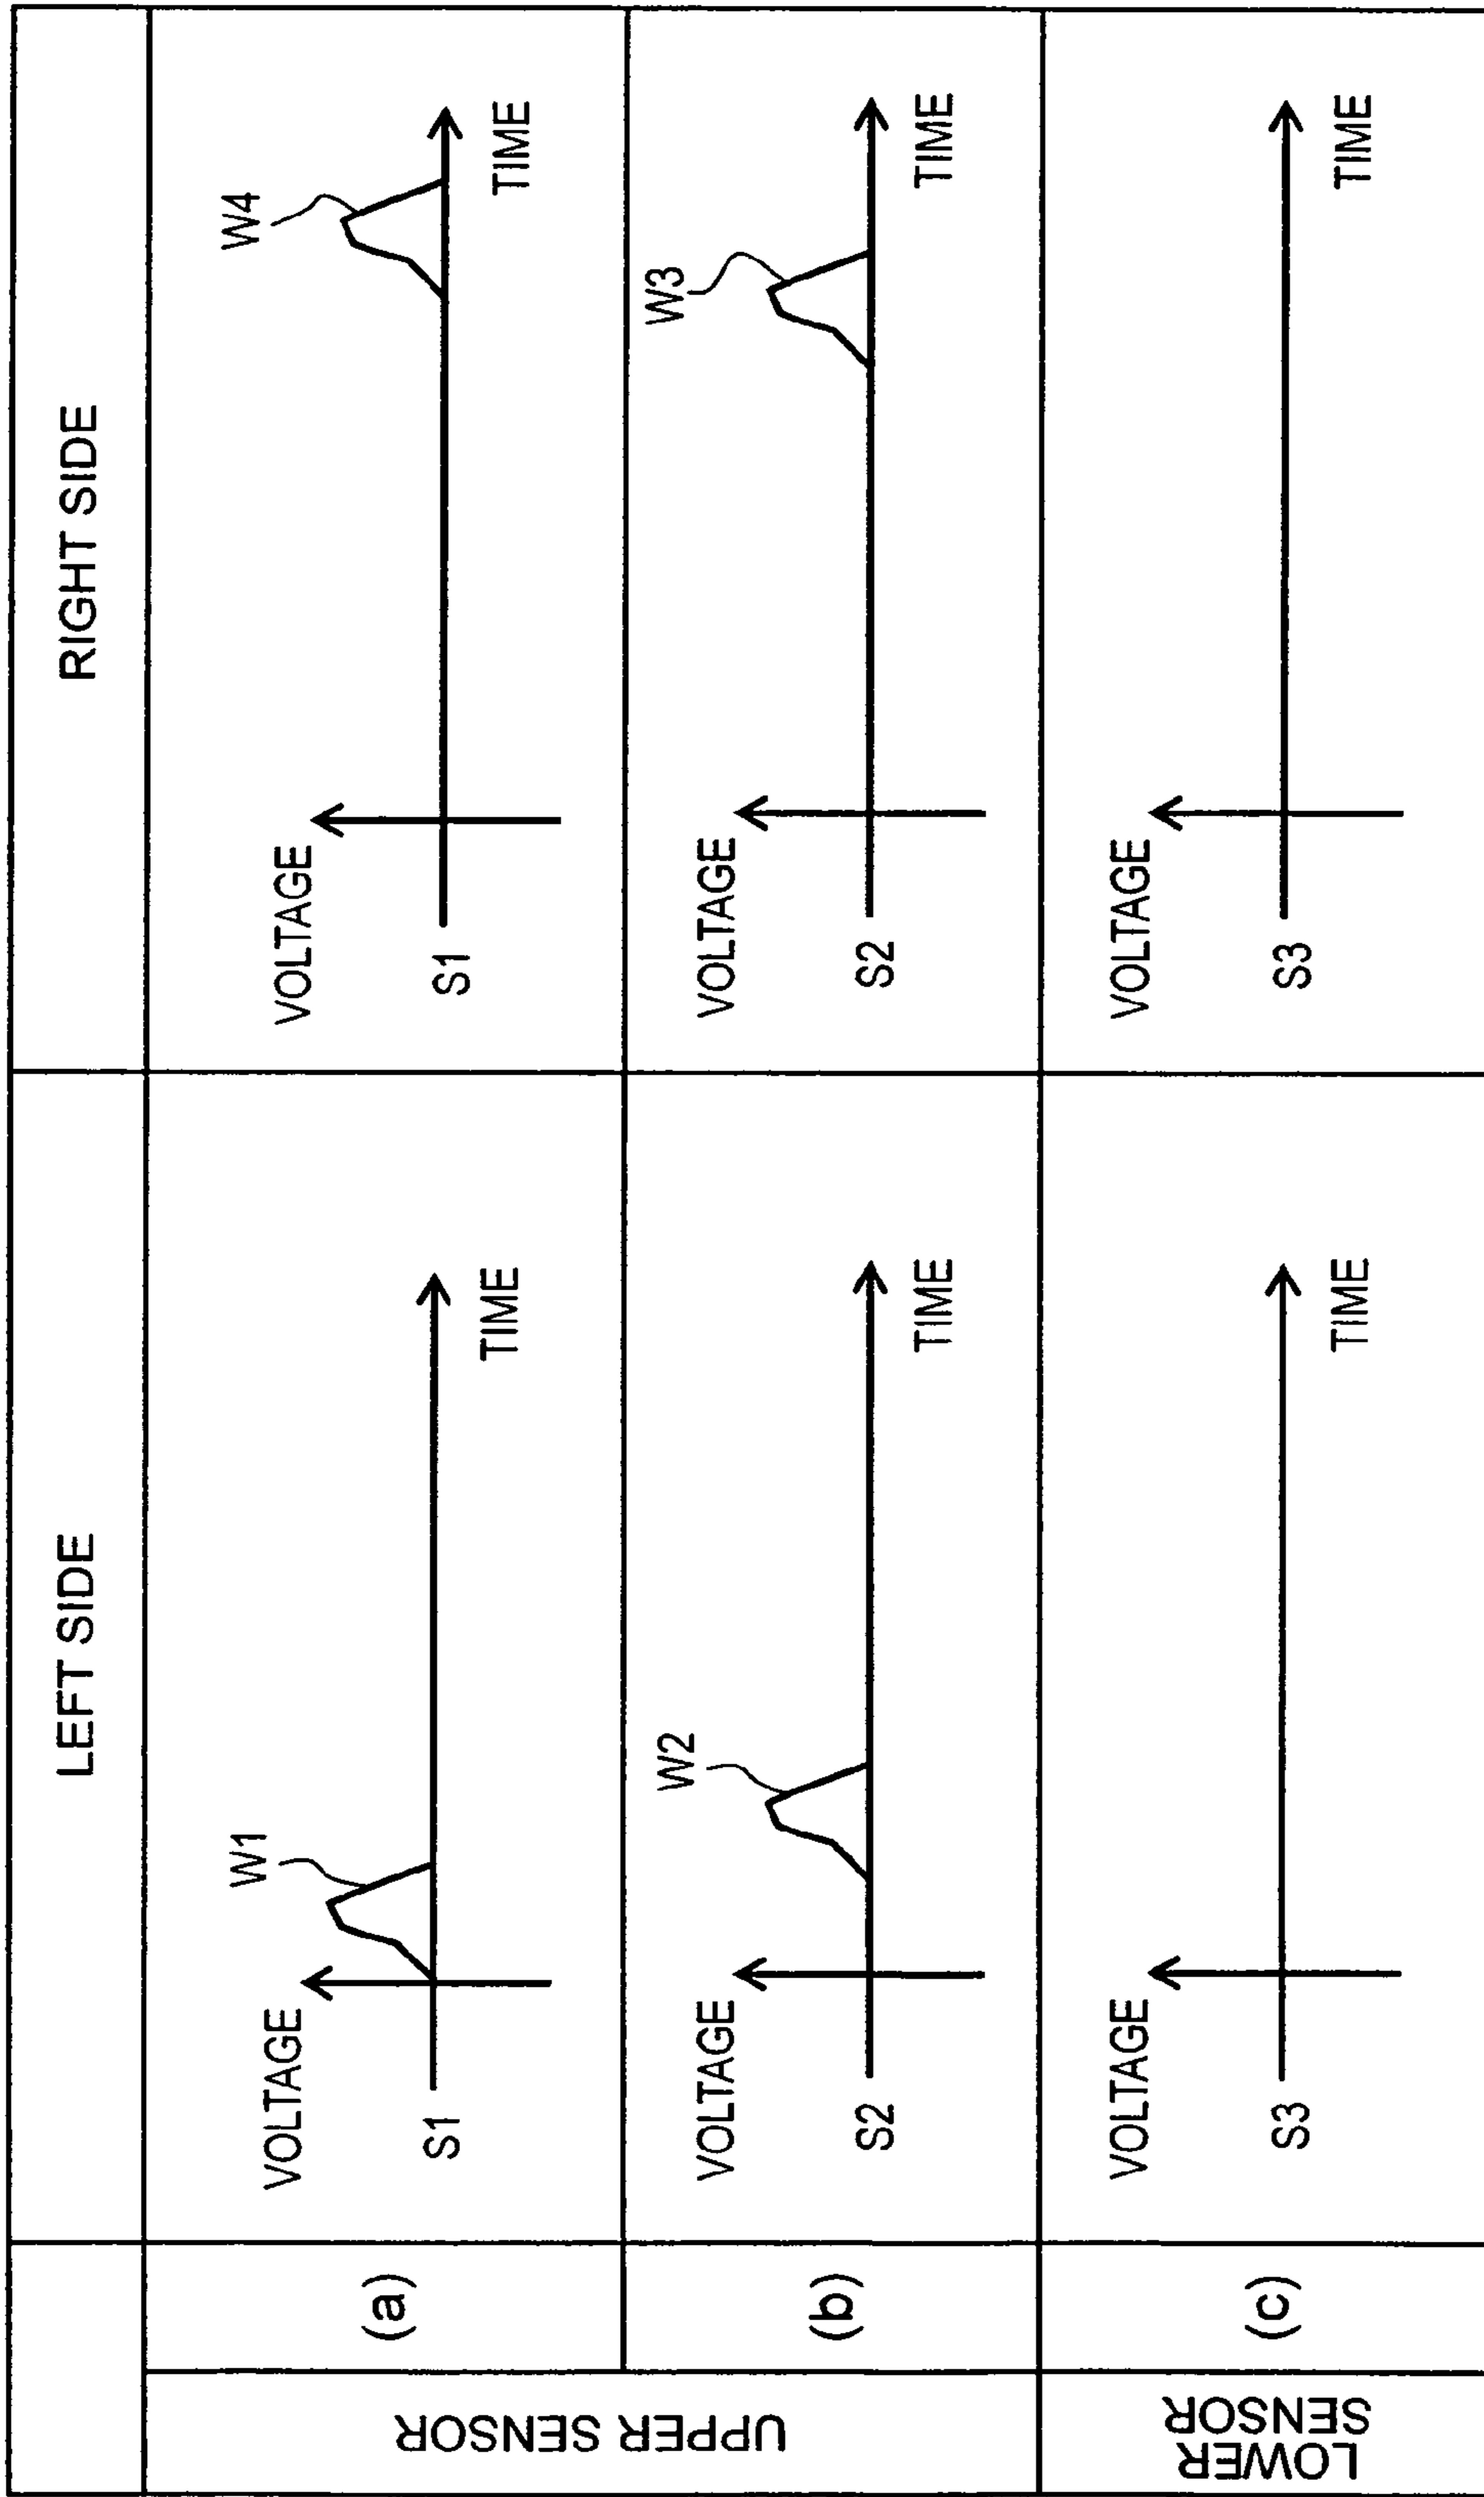 LEFT SIDE
RIGHT SIDE
UPPER SENSOR
(a)
VOLTAGE
W1
S1
TIME
VOLTAGE
W4
S1
TIME
(b)
VOLTAGE
W2
S2
TIME
VOLTAGE
W3
S2
TIME
LOWER
SENSOR
(c)
VOLTAGE
S3
TIME
VOLTAGE
S3
TIME